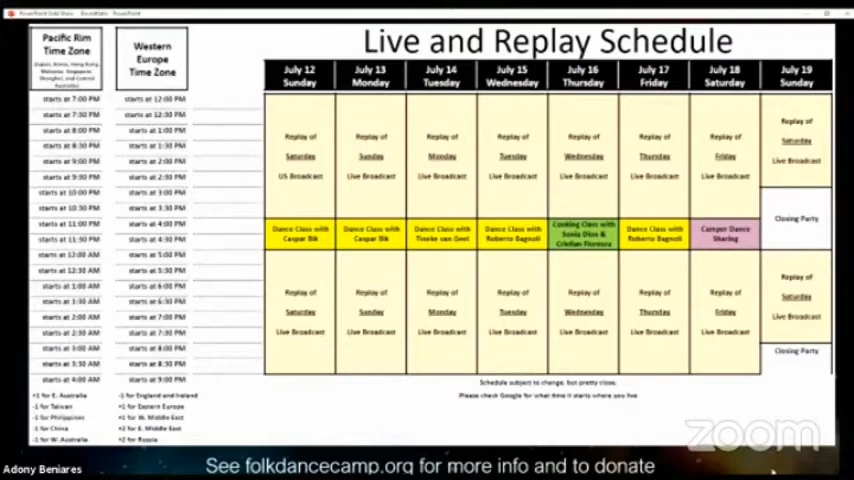 Live and Replay Schedule
Pacific Rim
Time Zone
Western
Europe
Time Zone
July 12
Sunday
July 13
Monday
July 14
Tuesday
July 15
Wednesday
July 16
Thursday
July 17
Friday
July 18
Saturday
July 19
Sunday
starts at 7:00 PM starts at 12:00 PM
starts at 7:30 PM starts at 12:30 PM
starts at 8:00 PM starts at 1:00 PM
starts at 8:30 PM starts at 1:30 PM
starts at 9:00 PM starts at 2:00 PM
starts at 9:30 PM starts at 2:30 PM
starts at 10:00 PM starts at 3:00 PM
starts at 10:30 PM starts at 3:30 PM
starts at 11:00 PM starts at 4:00 PM
starts at 11:30 PM starts at 4:30 PM
starts at 12:00 AM starts at 5:00 PM
starts at 12:30 AM starts at 5:30 PM
starts at 1:00 AM starts at 6:00 PM
starts at 1:30 AM starts at 6:30 PM
starts at 2:00 AM starts at 7:00 PM
starts at 2:30 AM starts at 7:30 PM
starts at 3:00 AM starts at 8:00 PM
starts at 3:30 AM starts at 8:30 PM
starts at 4:00 AM starts at 9:00 PM
Replay of
Saturday
US Broadcast
Replay of
Sunday
Live Broadcast
Replay of
Monday
Live Broadcast
Replay of
Tuesday
Live Broadcast
Replay of
Wednesday
Live Broadcast
Replay of
Thursday
Live Broadcast
Replay of
Friday
Live Broadcast
Replay of
Saturday
Live Broadcast
Closing Party
Dance Class with
Caspar Bik
Dance Class with
Caspar Bik
Dance Class with
Tineke van Geel
Dance Class with
Roberto Bagnoli
Cooking Class with
Sonia Dion &
Cristian Florescu
Dance Class with
Roberto Bagnoli
Camper Dance
Sharing
Replay of
Saturday
Live Broadcast
Replay of
Sunday
Live Broadcast
Replay of
Monday
Live Broadcast
Replay of
Tuesday
Live Broadcast
Replay of
Wednesday
Live Broadcast
Replay of
Thursday
Live Broadcast
Replay of
Friday
Live Broadcast
Replay of
Saturday
Live Broadcast
Closing Party
+1 for E. Australia
-1 for Taiwan
-1 for Philippines
-1 for China
-1 for W. Australia
-1 for England and Ireland
+1 for Eastern Europe
+1 for W. Middle East
+2 for E. Middle East
+2 for Russia
Schedule subject to change, but pretty close.
Please check Google for what time it starts where you live
zoom
Adony Beniares
See folkdancecamp.org for more info and to donate